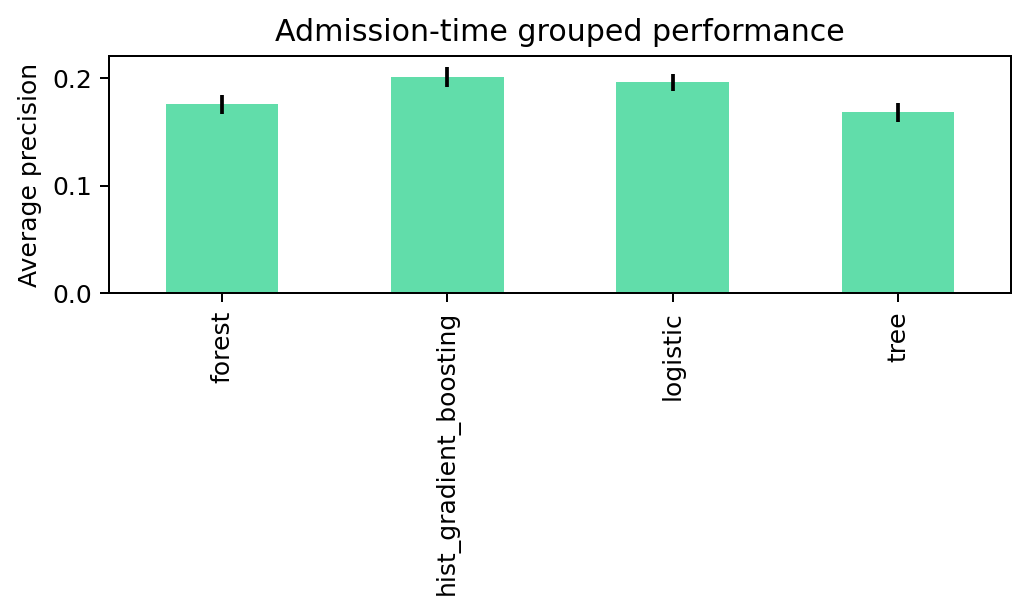 Admission-time grouped performance
Average precision
0.2
0.1
0.0
forest
hist_gradient_boosting
logistic
tree